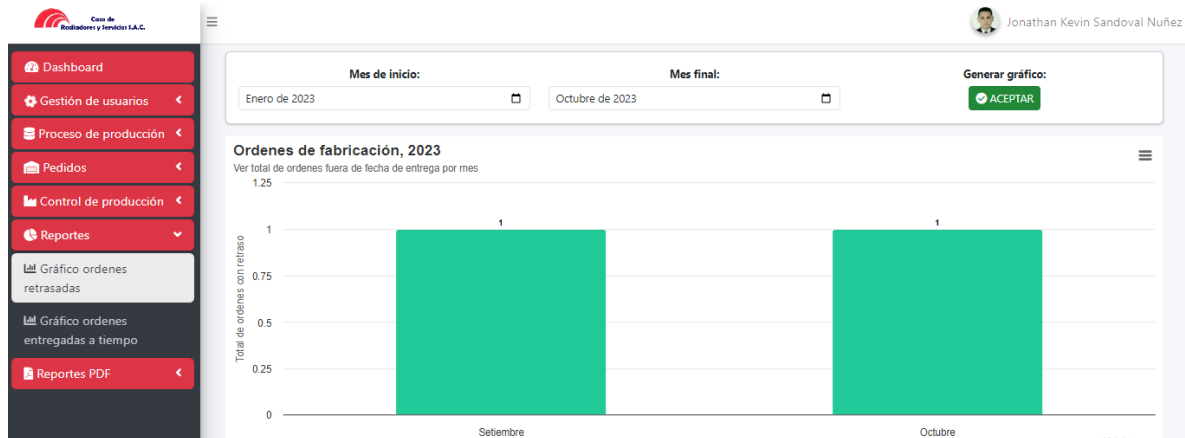 Casa de
Radiadores y Servicios S.A.C.
Jonathan Kevin Sandoval Nuñez
Dashboard
Gestión de usuarios
Proceso de producción
Pedidos
Control de producción
Reportes
Gráfico ordenes
retrasadas
Gráfico ordenes
entregadas a tiempo
Reportes PDF
Mes de inicio:
Mes final:
Generar gráfico:
Enero de 2023
Octubre de 2023
ACEPTAR
Ordenes de fabricación, 2023
Ver total de ordenes fuera de fecha de entrega por mes
Total de ordenes con retraso
1.25
1
0.75
0.5
0.25
0
1
1
Setiembre
Octubre